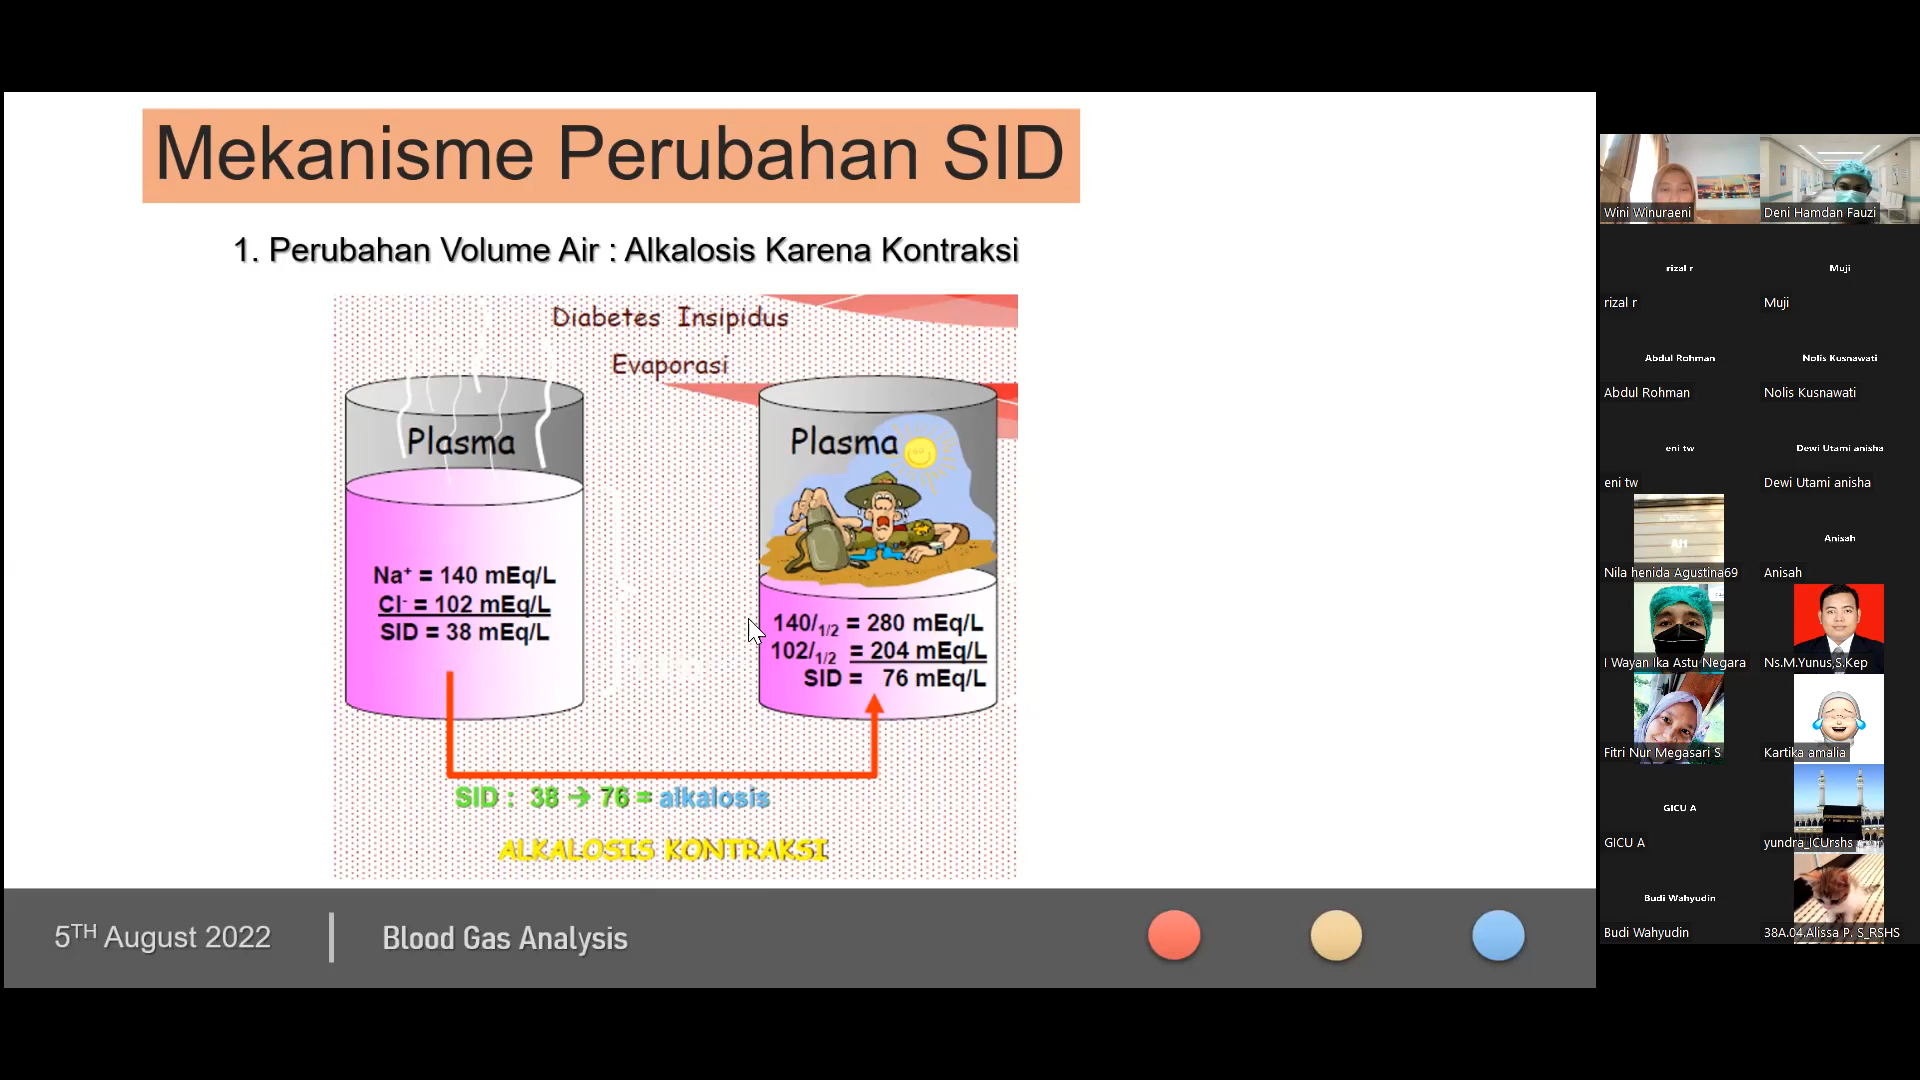 Mekanisme Perubahan SID
1. Perubahan Volume Air : Alkalosis Karena Kontraksi
Diabetes Insipidus
Evaporasi
Plasma
Na⁺ = 140 mEq/L
Cl⁻ = 102 mEq/L
SID = 38 mEq/L
Plasma
140/1/2 = 280 mEq/L
102/1/2 = 204 mEq/L
SID = 76 mEq/L
SID : 38 → 76 = alkalosis
ALKALOSIS KONTRAKSI
5TH August 2022
Blood Gas Analysis
Wini Winuraeni
Deni Hamdan Fauzi
rizal r
Muji
rizal r
Muji
Abdul Rohman
Nolis Kusnawati
Abdul Rohman
Nolis Kusnawati
eni tw
Dewi Utami anisha
eni tw
Dewi Utami anisha
Anisah
Nila henida Agustina69
Anisah
I Wayan Ika Astu Negara
Ns.M.Yunus,S.Kep
Fitri Nur Megasari S
Kartika amalia
GICU A
GICU A
yundra_ICUrshs
Budi Wahyudin
Budi Wahyudin
38A.04.Alissa P. S_RSHS